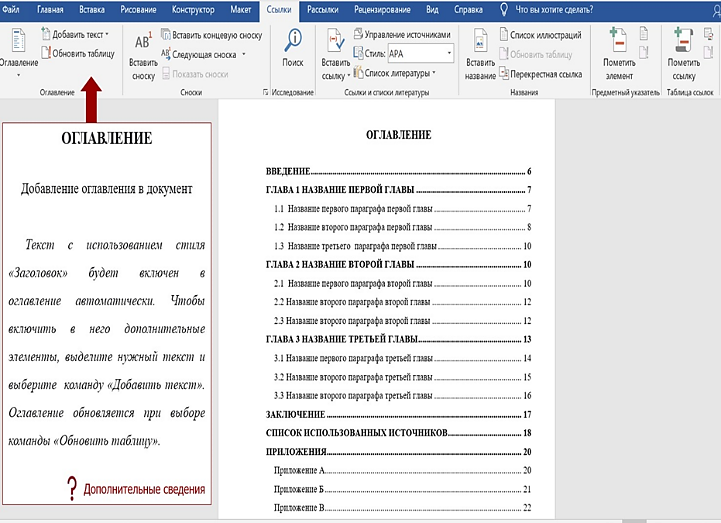 Файл Главная Вставка Рисование Конструктор Макет Ссылки Рассылки Рецензирование Вид Справка Что вы хотите сделать?
Оглавление
Добавить текст
Обновить таблицу
Оглавление
AB¹
Вставить сноску
Вставить концевую сноску
Следующая сноска
Показать сноски
Сноски
Поиск
Исследование
Вставить ссылку
Управление источниками
Стиль: APA
Список литературы
Ссылки и списки литературы
Вставить название
Список иллюстраций
Обновить таблицу
Перекрестная ссылка
Названия
Пометить элемент
Предметный указатель
Пометить ссылку
Таблица ссылок
ОГЛАВЛЕНИЕ
Добавление оглавления в документ
Текст с использованием стиля
«Заголовок» будет включен в
оглавление автоматически. Чтобы
включить в него дополнительные
элементы, выделите нужный текст и
выберите команду «Добавить текст».
Оглавление обновляется при выборе
команды «Обновить таблицу».
? Дополнительные сведения
ОГЛАВЛЕНИЕ
ВВЕДЕНИЕ 6
ГЛАВА 1 НАЗВАНИЕ ПЕРВОЙ ГЛАВЫ 7
1.1 Название первого параграфа первой главы 7
1.2 Название второго параграфа первой главы 8
1.3 Название третьего параграфа первой главы 10
ГЛАВА 2 НАЗВАНИЕ ВТОРОЙ ГЛАВЫ 10
2.1 Название первого параграфа второй главы 10
2.2 Название второго параграфа второй главы 12
2.3 Название второго параграфа второй главы 12
ГЛАВА 3 НАЗВАНИЕ ТРЕТЬЕЙ ГЛАВЫ 13
3.1 Название первого параграфа третьей главы 14
3.2 Название второго параграфа третьей главы 15
3.3 Название второго параграфа третьей главы 16
ЗАКЛЮЧЕНИЕ 17
СПИСОК ИСПОЛЬЗОВАННЫХ ИСТОЧНИКОВ 18
ПРИЛОЖЕНИЯ 20
Приложение А 20
Приложение Б 21
Приложение В 22